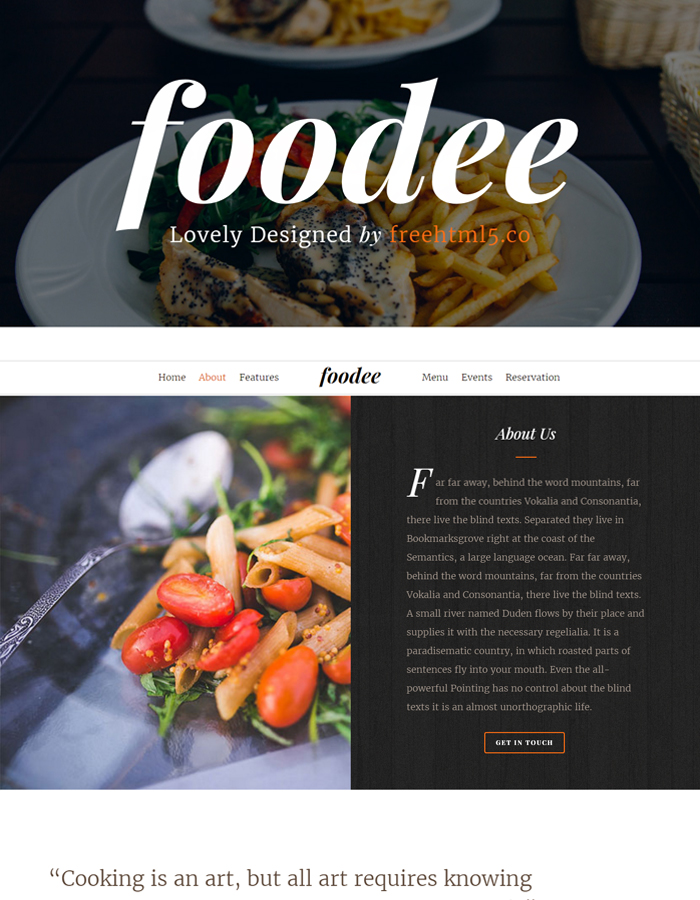 foodee
Lovely Designed by freehtml5.co
Home About Features foodee Menu Events Reservation
About Us
Far far away, behind the word mountains, far
from the countries Vokalia and Consonantia,
there live the blind texts. Separated they live in
Bookmarksgrove right at the coast of the
Semantics, a large language ocean. Far far away,
behind the word mountains, far from the countries
Vokalia and Consonantia, there live the blind texts.
A small river named Duden flows by their place and
supplies it with the necessary regelialia. It is a
paradisematic country, in which roasted parts of
sentences fly into your mouth. Even the all-
powerful Pointing has no control about the blind
texts it is an almost unorthographic life.
GET IN TOUCH
“Cooking is an art, but all art requires knowing